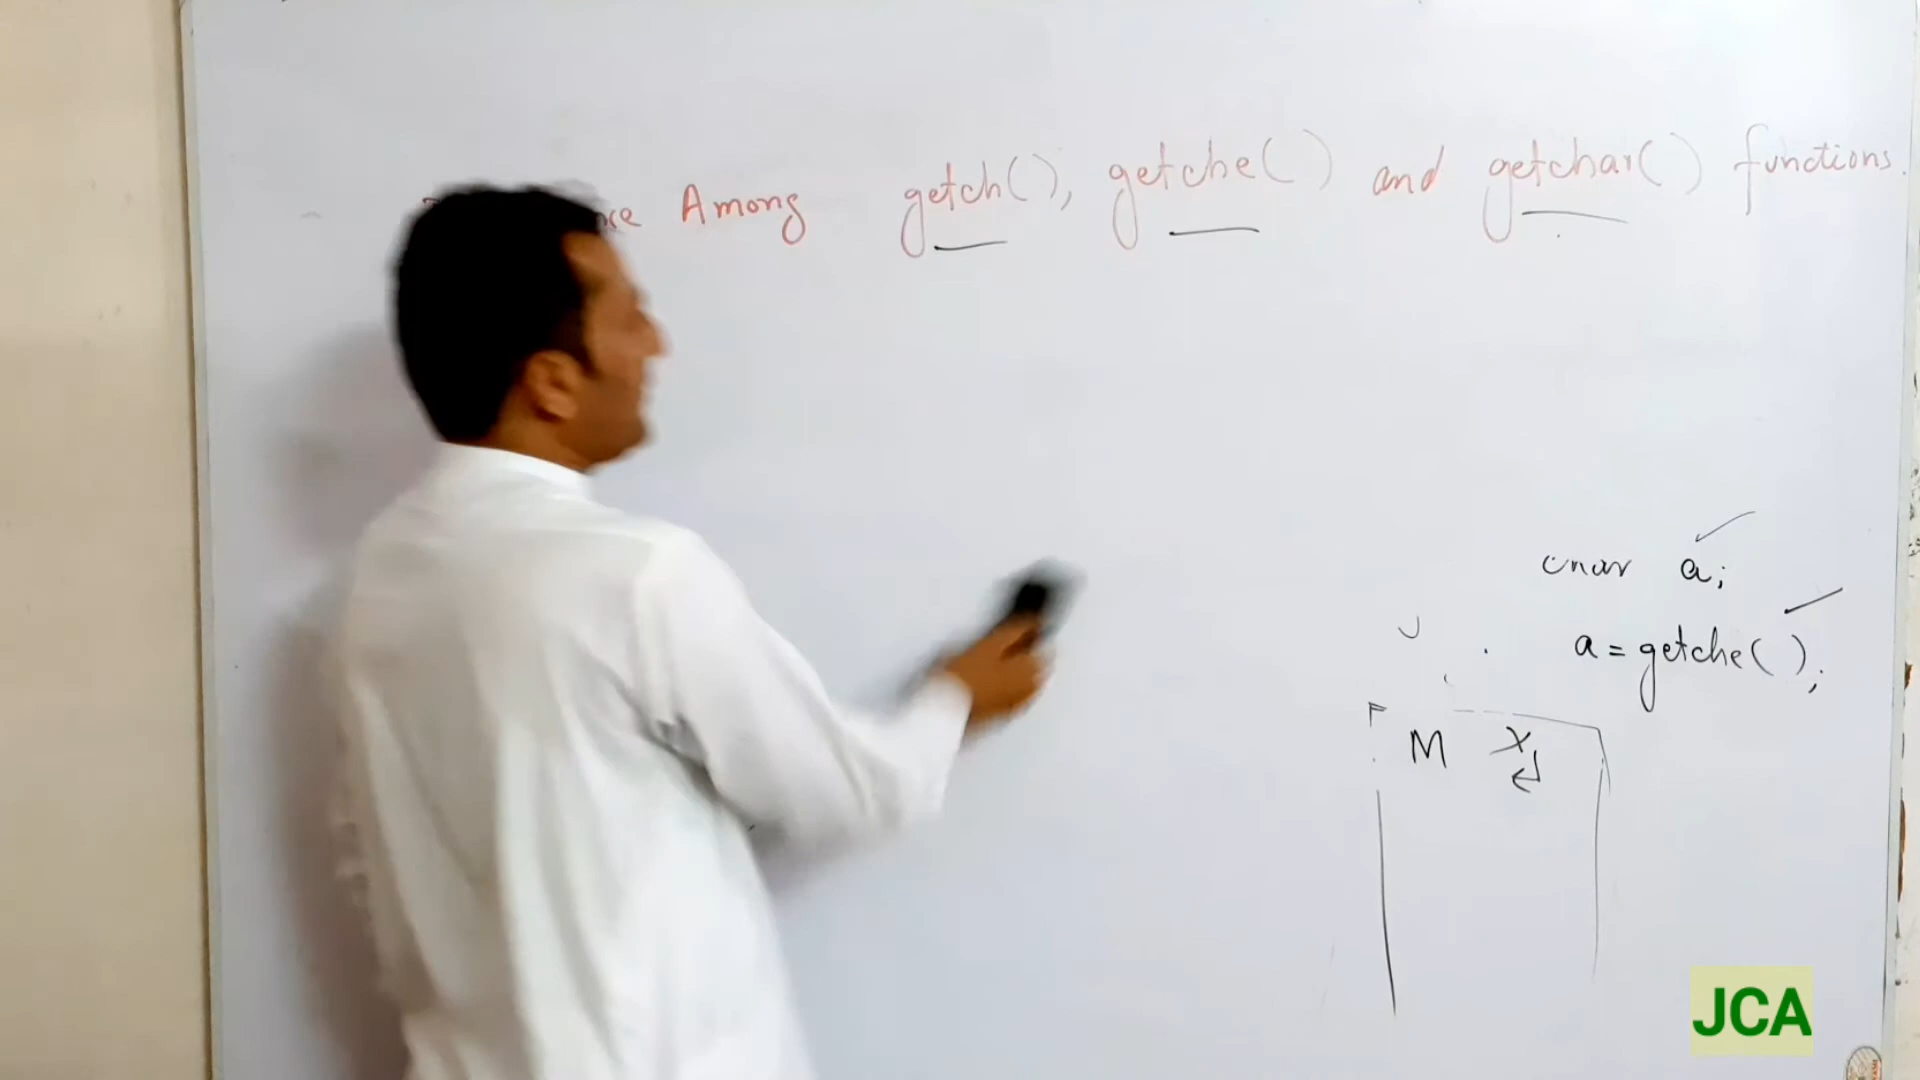 Among getch(), getche() and getchar() functions.
char a;
a = getche();
M X
JCA